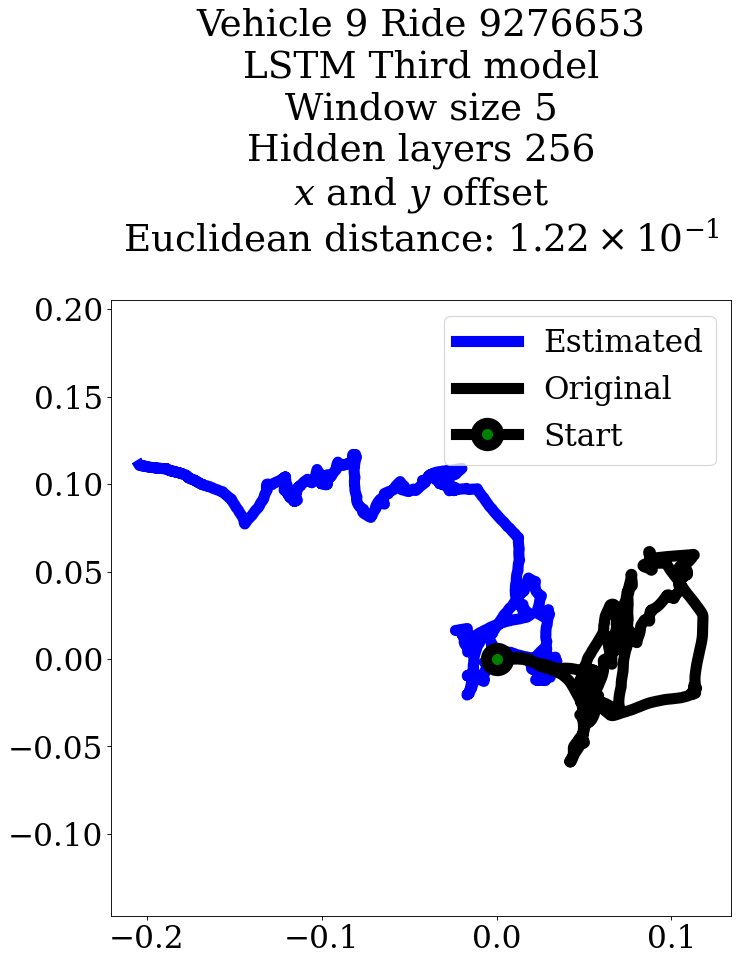 Vehicle 9 Ride 9276653
LSTM Third model
Window size 5
Hidden layers 256
x and y offset
Euclidean distance: 1.22 × 10⁻¹
Estimated
Original
Start
0.20
0.15
0.10
0.05
0.00
−0.05
−0.10
−0.2 −0.1 0.0 0.1